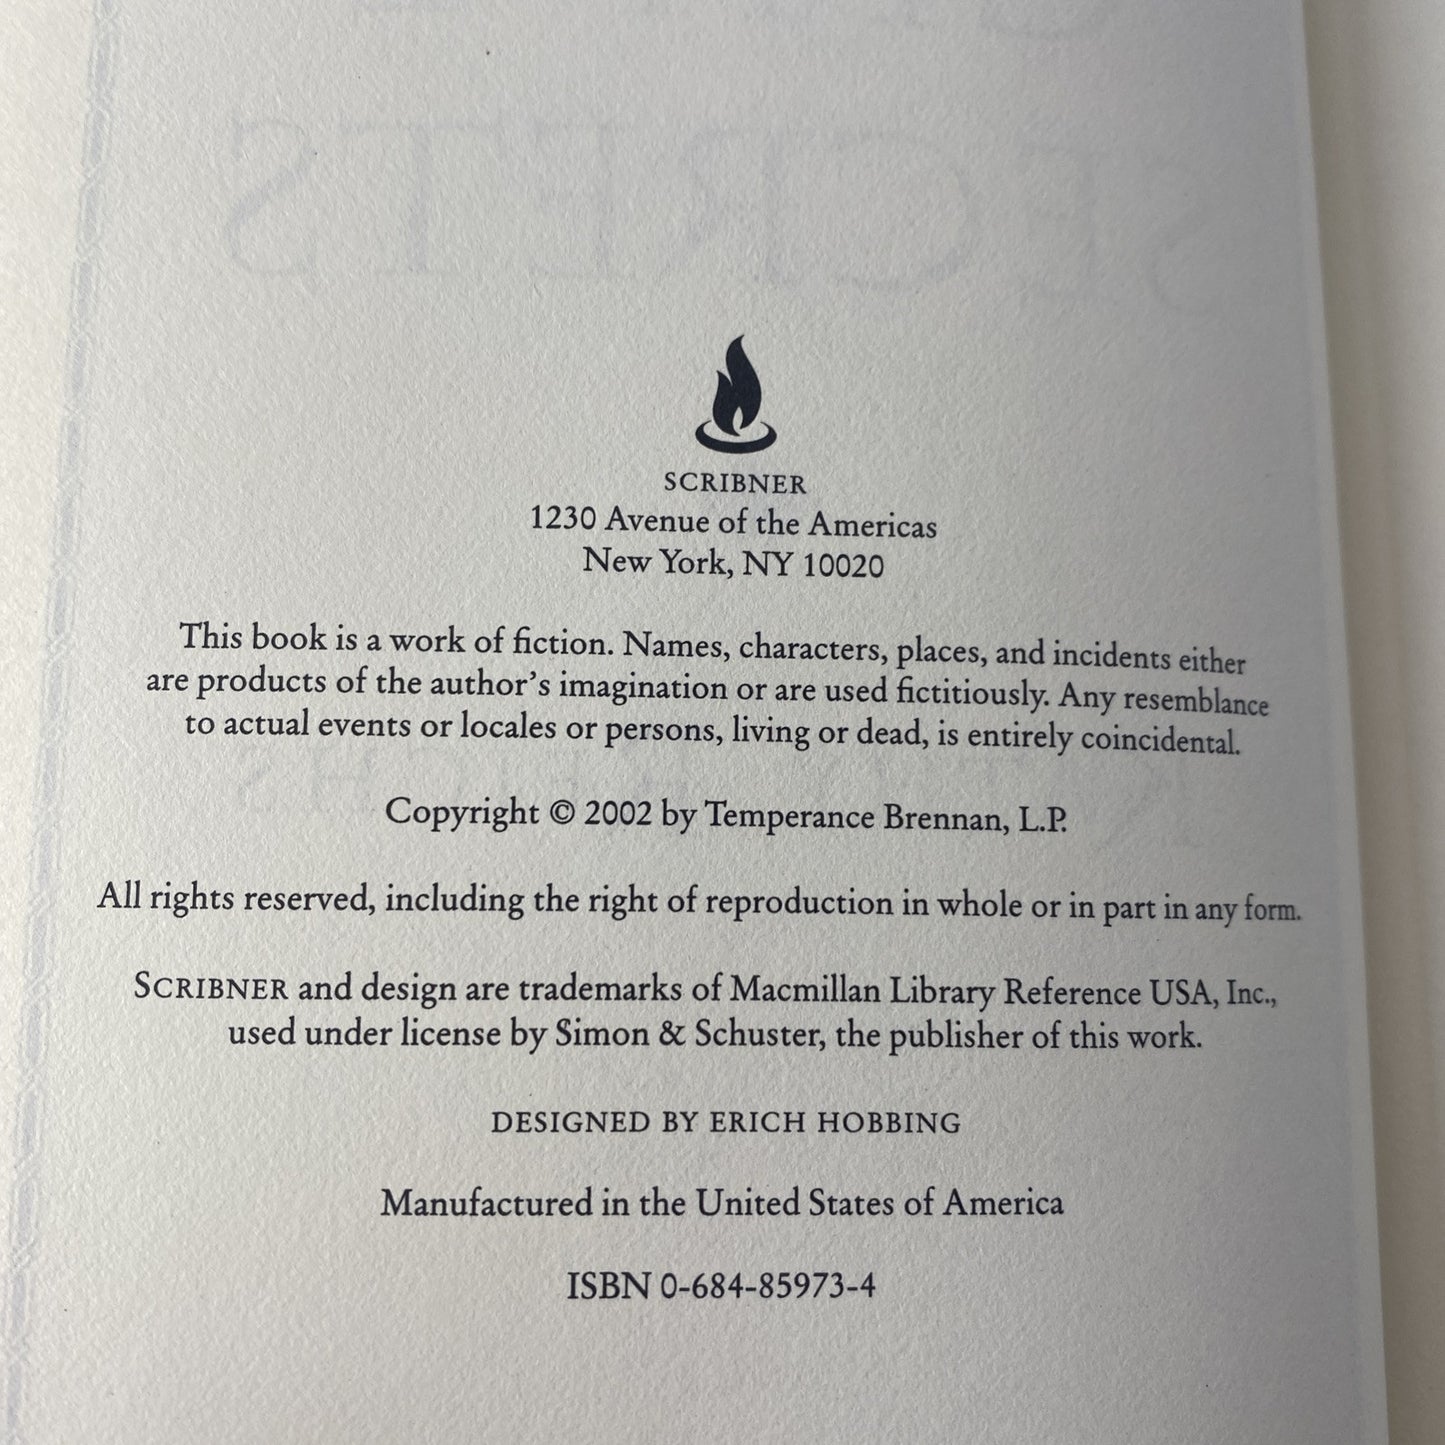 SCRIBNER
1230 Avenue of the Americas
New York, NY 10020
This book is a work of fiction. Names, characters, places, and incidents either
are products of the author's imagination or are used fictitiously. Any resemblance
to actual events or locales or persons, living or dead, is entirely coincidental.
Copyright © 2002 by Temperance Brennan, L.P.
All rights reserved, including the right of reproduction in whole or in part in any form.
SCRIBNER and design are trademarks of Macmillan Library Reference USA, Inc.,
used under license by Simon & Schuster, the publisher of this work.
DESIGNED BY ERICH HOBBING
Manufactured in the United States of America
ISBN 0-684-85973-4